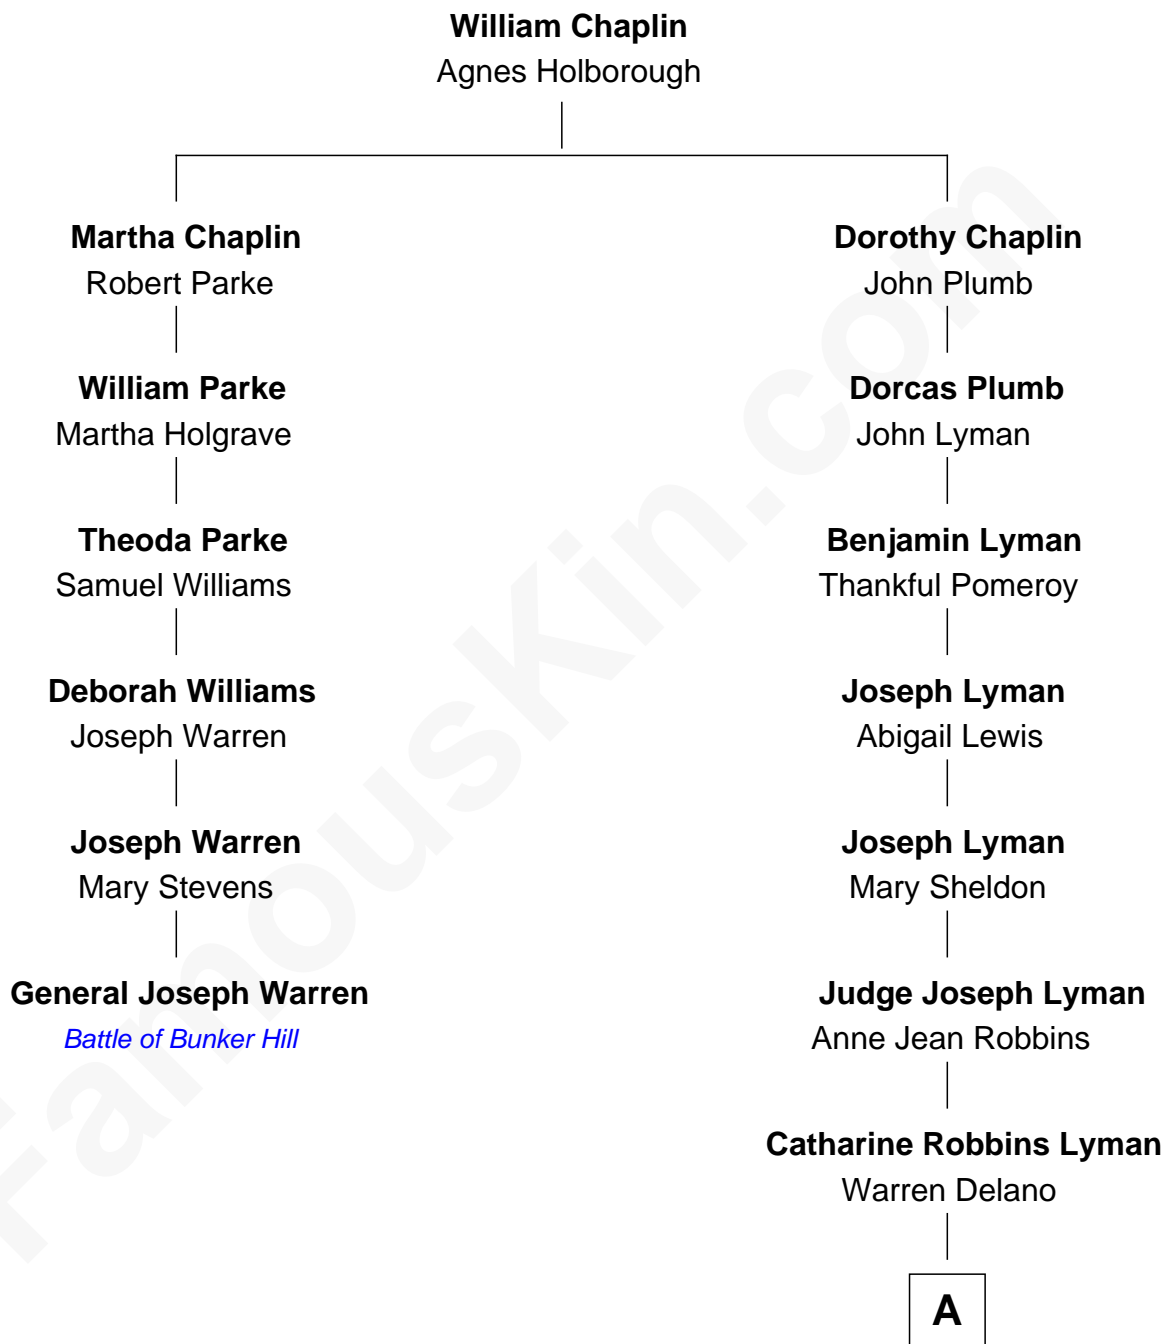 William Chaplin
Agnes Holborough
Martha Chaplin
Robert Parke
William Parke
Martha Holgrave
Theoda Parke
Samuel Williams
Deborah Williams
Joseph Warren
Joseph Warren
Mary Stevens
General Joseph Warren
Battle of Bunker Hill
Dorothy Chaplin
John Plumb
Dorcas Plumb
John Lyman
Benjamin Lyman
Thankful Pomeroy
Joseph Lyman
Abigail Lewis
Joseph Lyman
Mary Sheldon
Judge Joseph Lyman
Anne Jean Robbins
Catharine Robbins Lyman
Warren Delano
A
FamousKin.com